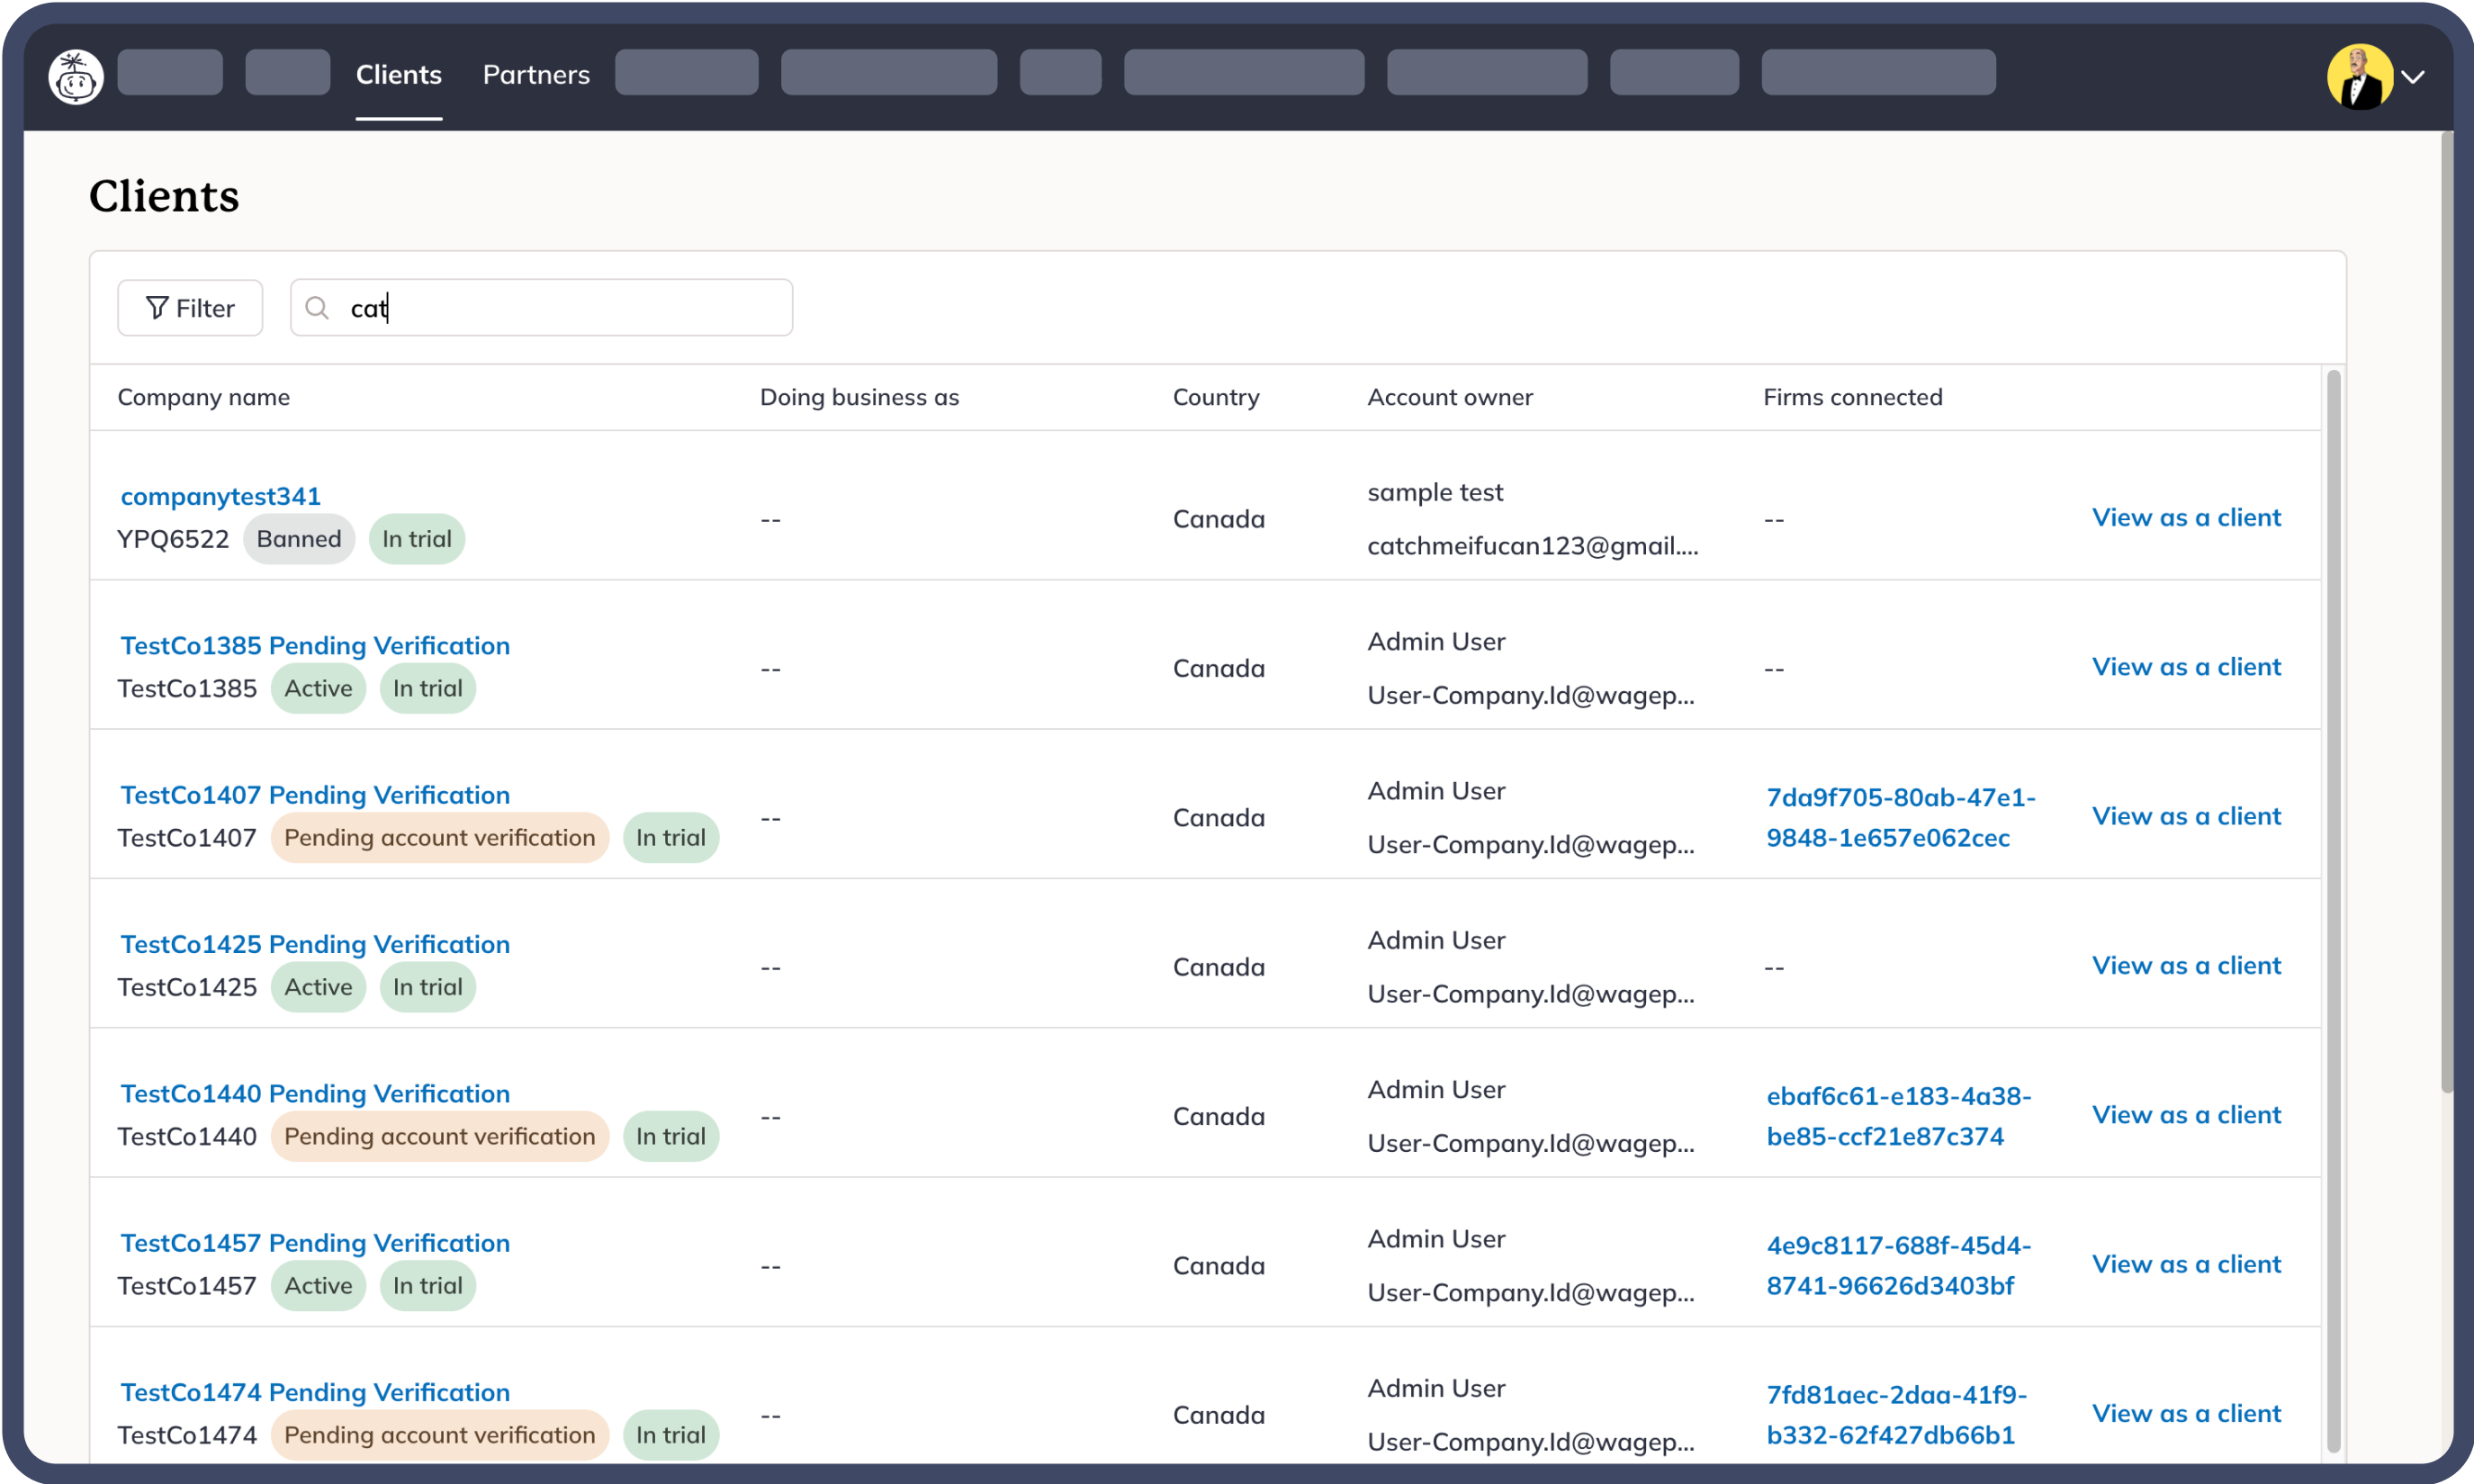 Clients Partners
Clients
Filter cat
Company name Doing business as Country Account owner Firms connected
companytest341
YPQ6522 Banned In trial -- Canada sample test
catchmeifucan123@gmail.... -- View as a client
TestCo1385 Pending Verification
TestCo1385 Active In trial -- Canada Admin User
User-Company.Id@wagep... -- View as a client
TestCo1407 Pending Verification
TestCo1407 Pending account verification In trial -- Canada Admin User
User-Company.Id@wagep... 7da9f705-80ab-47e1-
9848-1e657e062cec View as a client
TestCo1425 Pending Verification
TestCo1425 Active In trial -- Canada Admin User
User-Company.Id@wagep... -- View as a client
TestCo1440 Pending Verification
TestCo1440 Pending account verification In trial -- Canada Admin User
User-Company.Id@wagep... ebaf6c61-e183-4a38-
be85-ccf21e87c374 View as a client
TestCo1457 Pending Verification
TestCo1457 Active In trial -- Canada Admin User
User-Company.Id@wagep... 4e9c8117-688f-45d4-
8741-96626d3403bf View as a client
TestCo1474 Pending Verification
TestCo1474 Pending account verification In trial -- Canada Admin User
User-Company.Id@wagep... 7fd81aec-2daa-41f9-
b332-62f427db66b1 View as a client